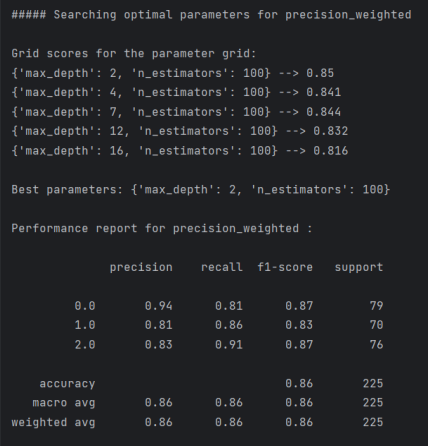 ##### Searching optimal parameters for precision_weighted
Grid scores for the parameter grid:
{'max_depth': 2, 'n_estimators': 100} --> 0.85
{'max_depth': 4, 'n_estimators': 100} --> 0.841
{'max_depth': 7, 'n_estimators': 100} --> 0.844
{'max_depth': 12, 'n_estimators': 100} --> 0.832
{'max_depth': 16, 'n_estimators': 100} --> 0.816
Best parameters: {'max_depth': 2, 'n_estimators': 100}
Performance report for precision_weighted :
precision recall f1-score support
0.0 0.94 0.81 0.87 79
1.0 0.81 0.86 0.83 70
2.0 0.83 0.91 0.87 76
accuracy 0.86 225
macro avg 0.86 0.86 0.86 225
weighted avg 0.86 0.86 0.86 225